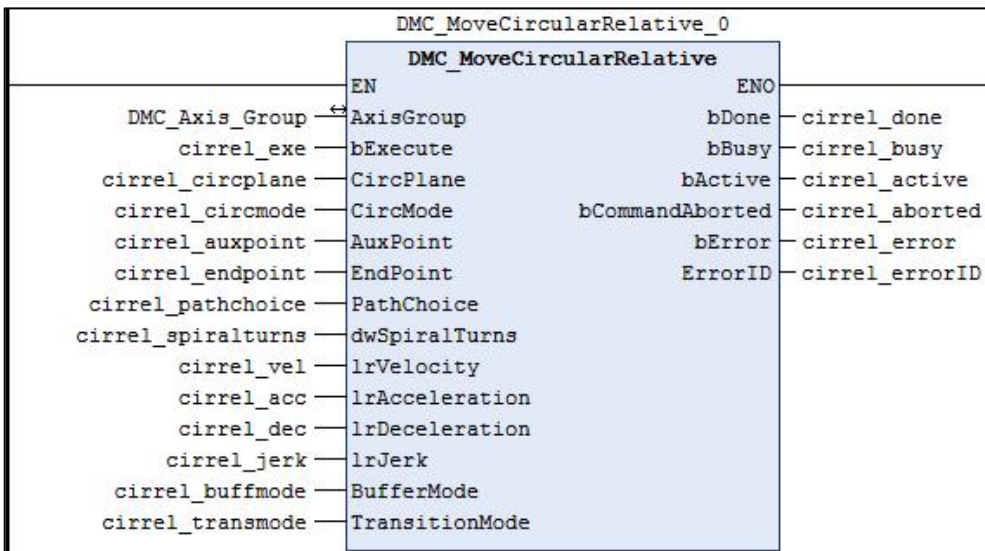 DMC_MoveCircularRelative_0
DMC_MoveCircularRelative
EN ENO
DMC_Axis_Group AxisGroup bDone cirrel_done
cirrel_exe bExecute bBusy cirrel_busy
cirrel_circplane CircPlane bActive cirrel_active
cirrel_circmode CircMode bCommandAborted cirrel_aborted
cirrel_auxpoint AuxPoint bError cirrel_error
cirrel_endpoint EndPoint ErrorID cirrel_errorID
cirrel_pathchoice PathChoice
cirrel_spiralturns dwSpiralTurns
cirrel_vel lrVelocity
cirrel_acc lrAcceleration
cirrel_dec lrDeceleration
cirrel_jerk lrJerk
cirrel_buffmode BufferMode
cirrel_transmode TransitionMode